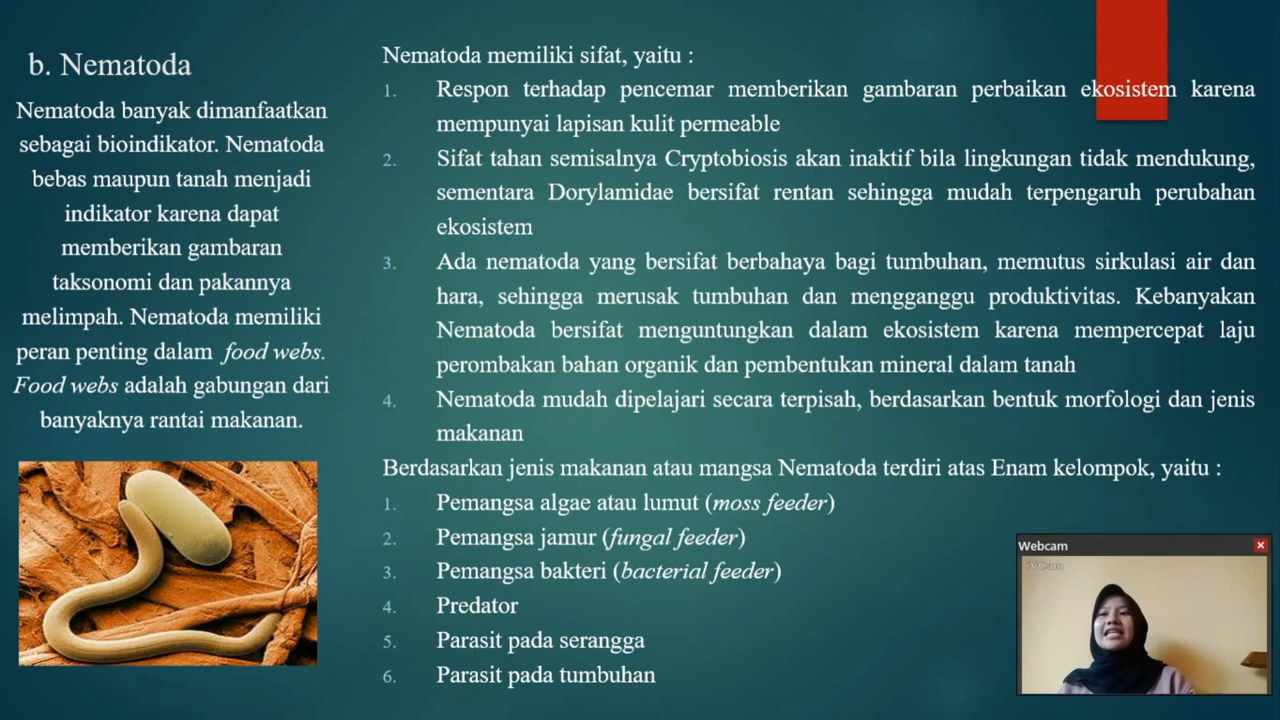 b. Nematoda
Nematoda banyak dimanfaatkan
sebagai bioindikator. Nematoda
bebas maupun tanah menjadi
indikator karena dapat
memberikan gambaran
taksonomi dan pakannya
melimpah. Nematoda memiliki
peran penting dalam food webs.
Food webs adalah gabungan dari
banyaknya rantai makanan.
Nematoda memiliki sifat, yaitu :
1. Respon terhadap pencemar memberikan gambaran perbaikan ekosistem karena
mempunyai lapisan kulit permeable
2. Sifat tahan semisalnya Cryptobiosis akan inaktif bila lingkungan tidak mendukung,
sementara Dorylamidae bersifat rentan sehingga mudah terpengaruh perubahan
ekosistem
3. Ada nematoda yang bersifat berbahaya bagi tumbuhan, memutus sirkulasi air dan
hara, sehingga merusak tumbuhan dan mengganggu produktivitas. Kebanyakan
Nematoda bersifat menguntungkan dalam ekosistem karena mempercepat laju
perombakan bahan organik dan pembentukan mineral dalam tanah
4. Nematoda mudah dipelajari secara terpisah, berdasarkan bentuk morfologi dan jenis
makanan
Berdasarkan jenis makanan atau mangsa Nematoda terdiri atas Enam kelompok, yaitu :
1. Pemangsa algae atau lumut (moss feeder)
2. Pemangsa jamur (fungal feeder)
3. Pemangsa bakteri (bacterial feeder)
4. Predator
5. Parasit pada serangga
6. Parasit pada tumbuhan
Webcam
iVCam